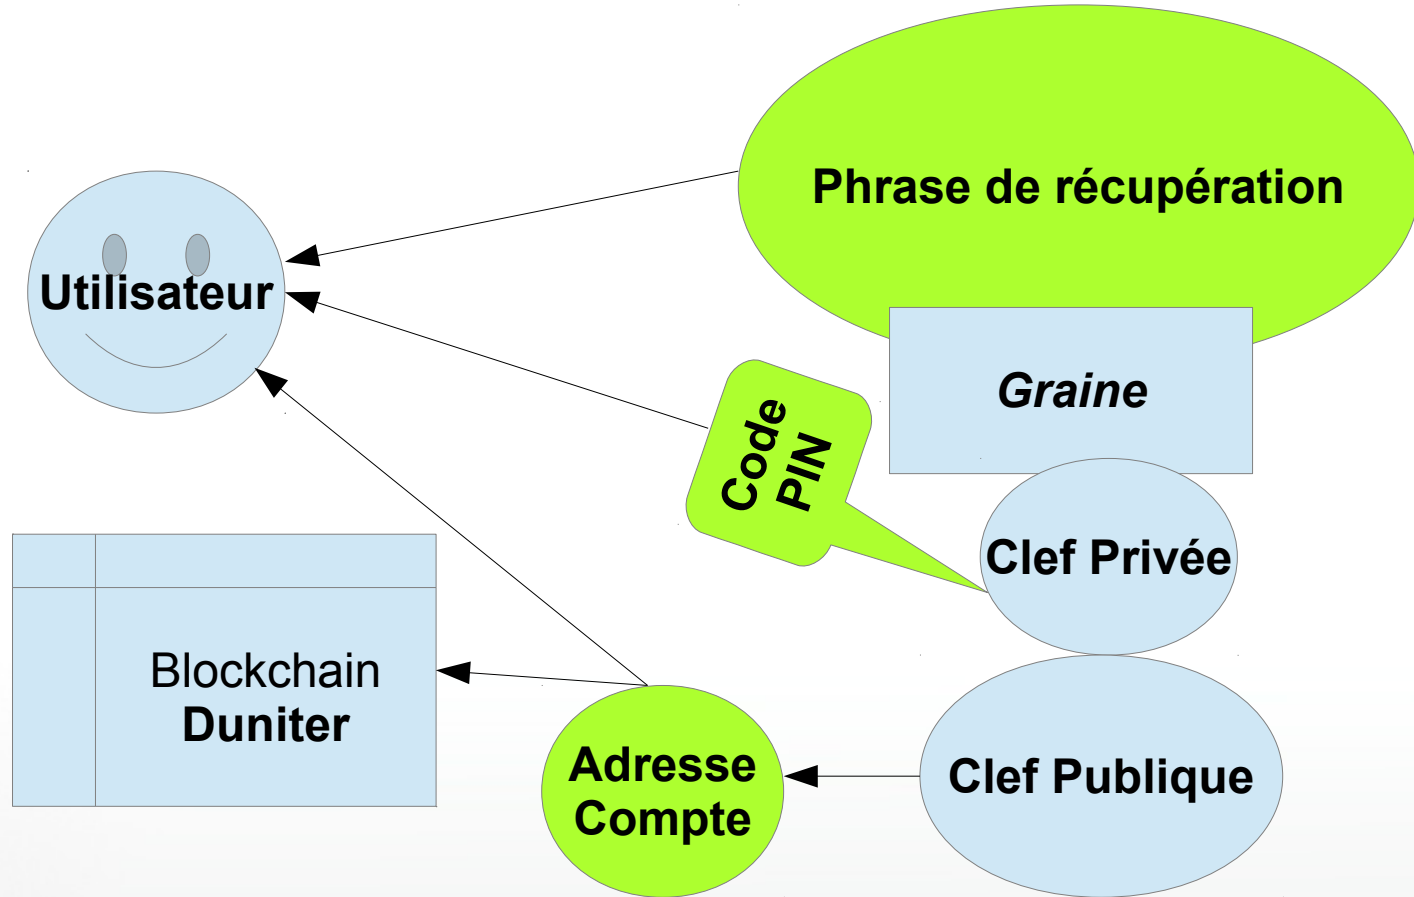 Phrase de récupération
Utilisateur
Graine
Code
PIN
Clef Privée
Blockchain
Duniter
Adresse
Compte
Clef Publique